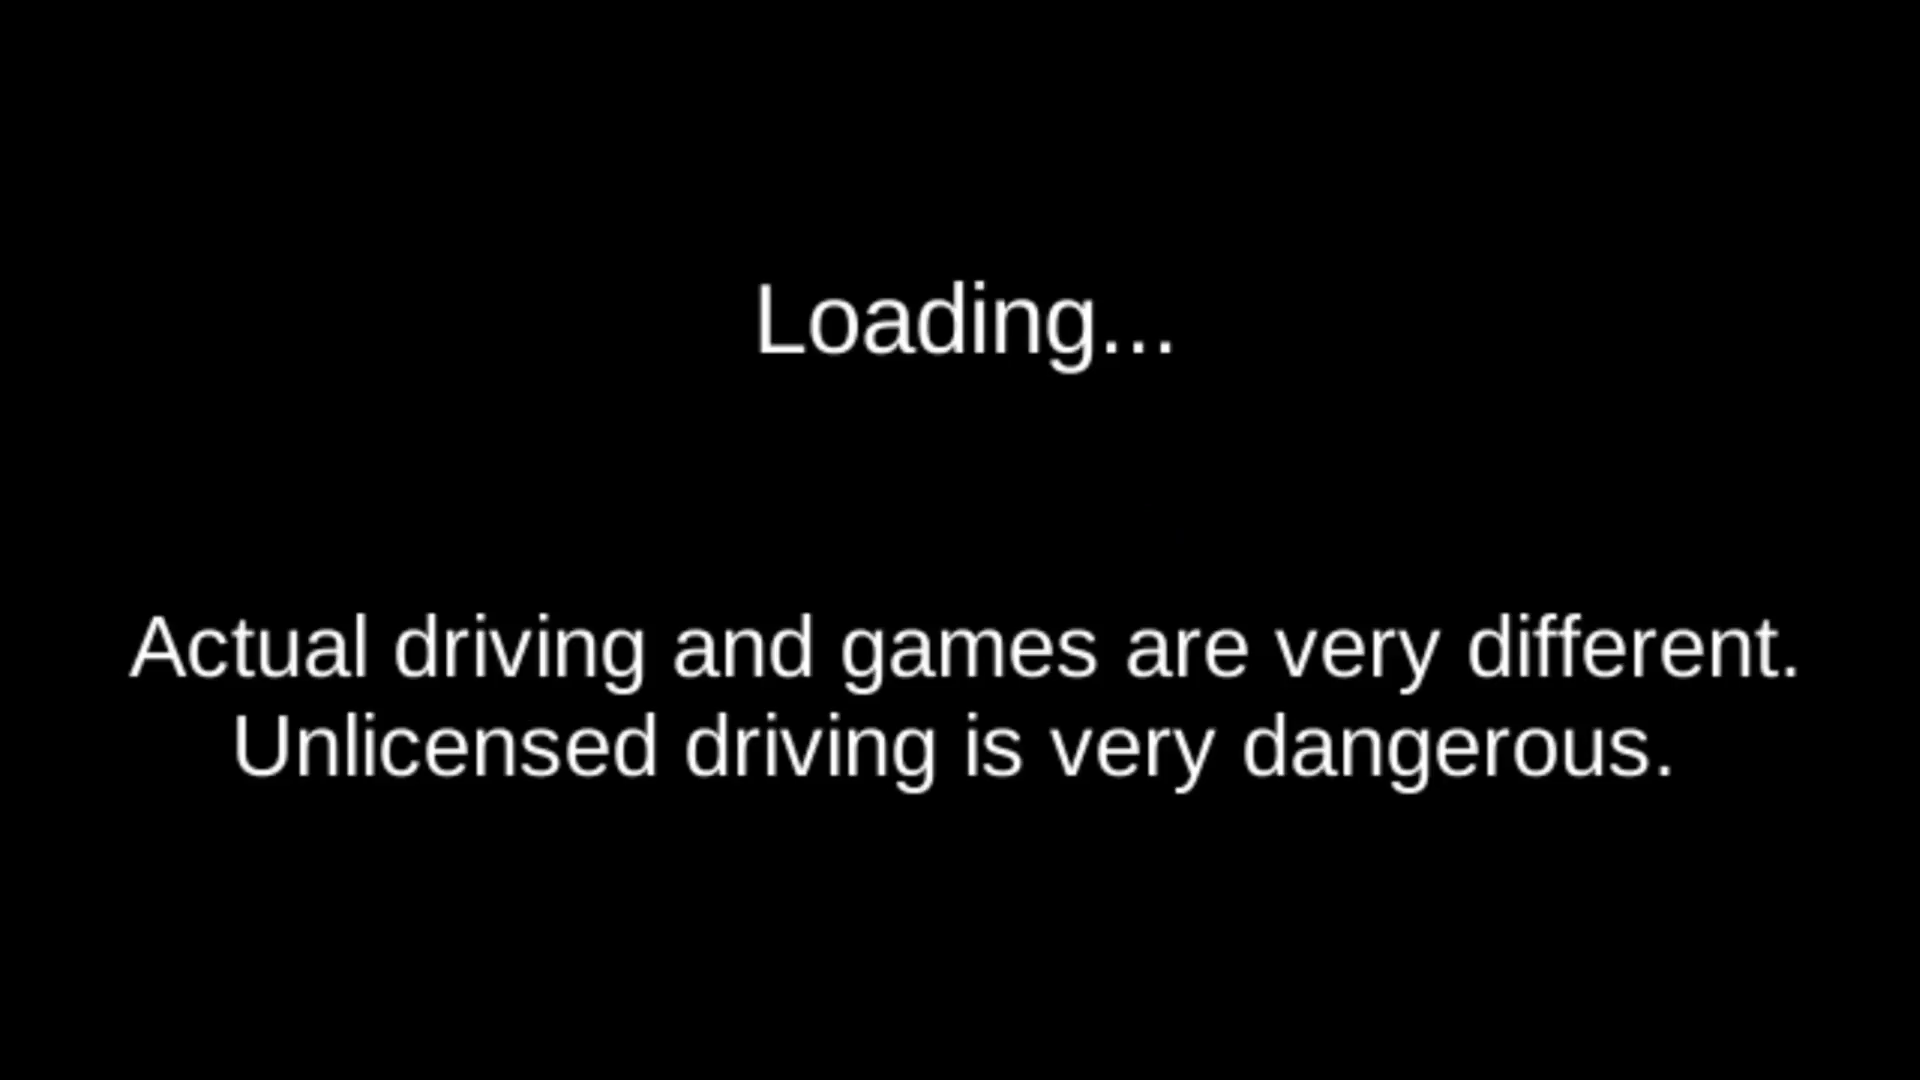 Loading...
Actual driving and games are very different.
Unlicensed driving is very dangerous.